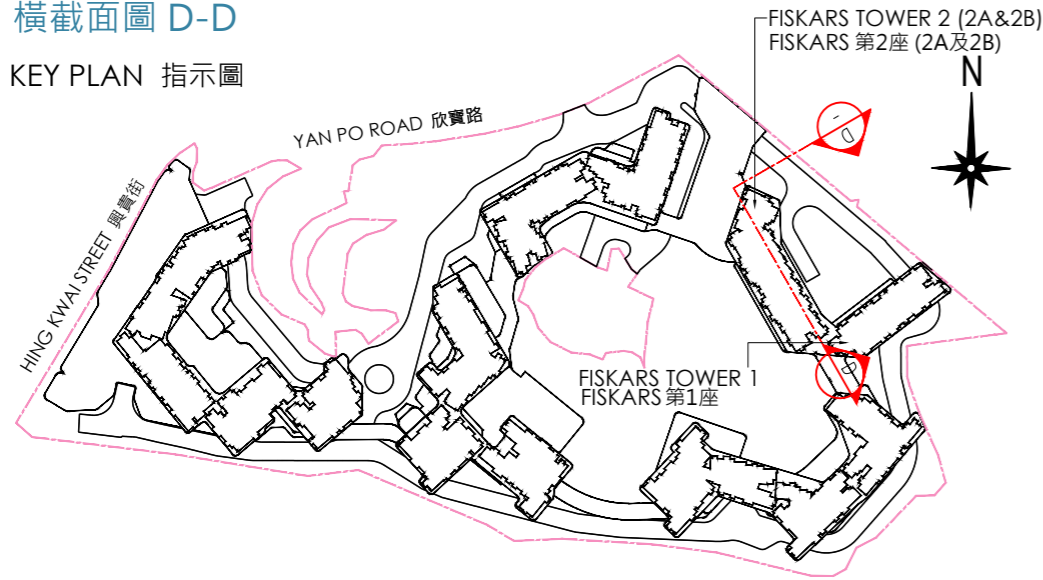 橫截面圖 D-D
KEY PLAN 指示圖
FISKARS TOWER 2 (2A&2B)
FISKARS 第2座 (2A及2B)
N
YAN PO ROAD 欣寶路
D
HING KWAI STREET 興貴街
FISKARS TOWER 1
FISKARS 第1座
D